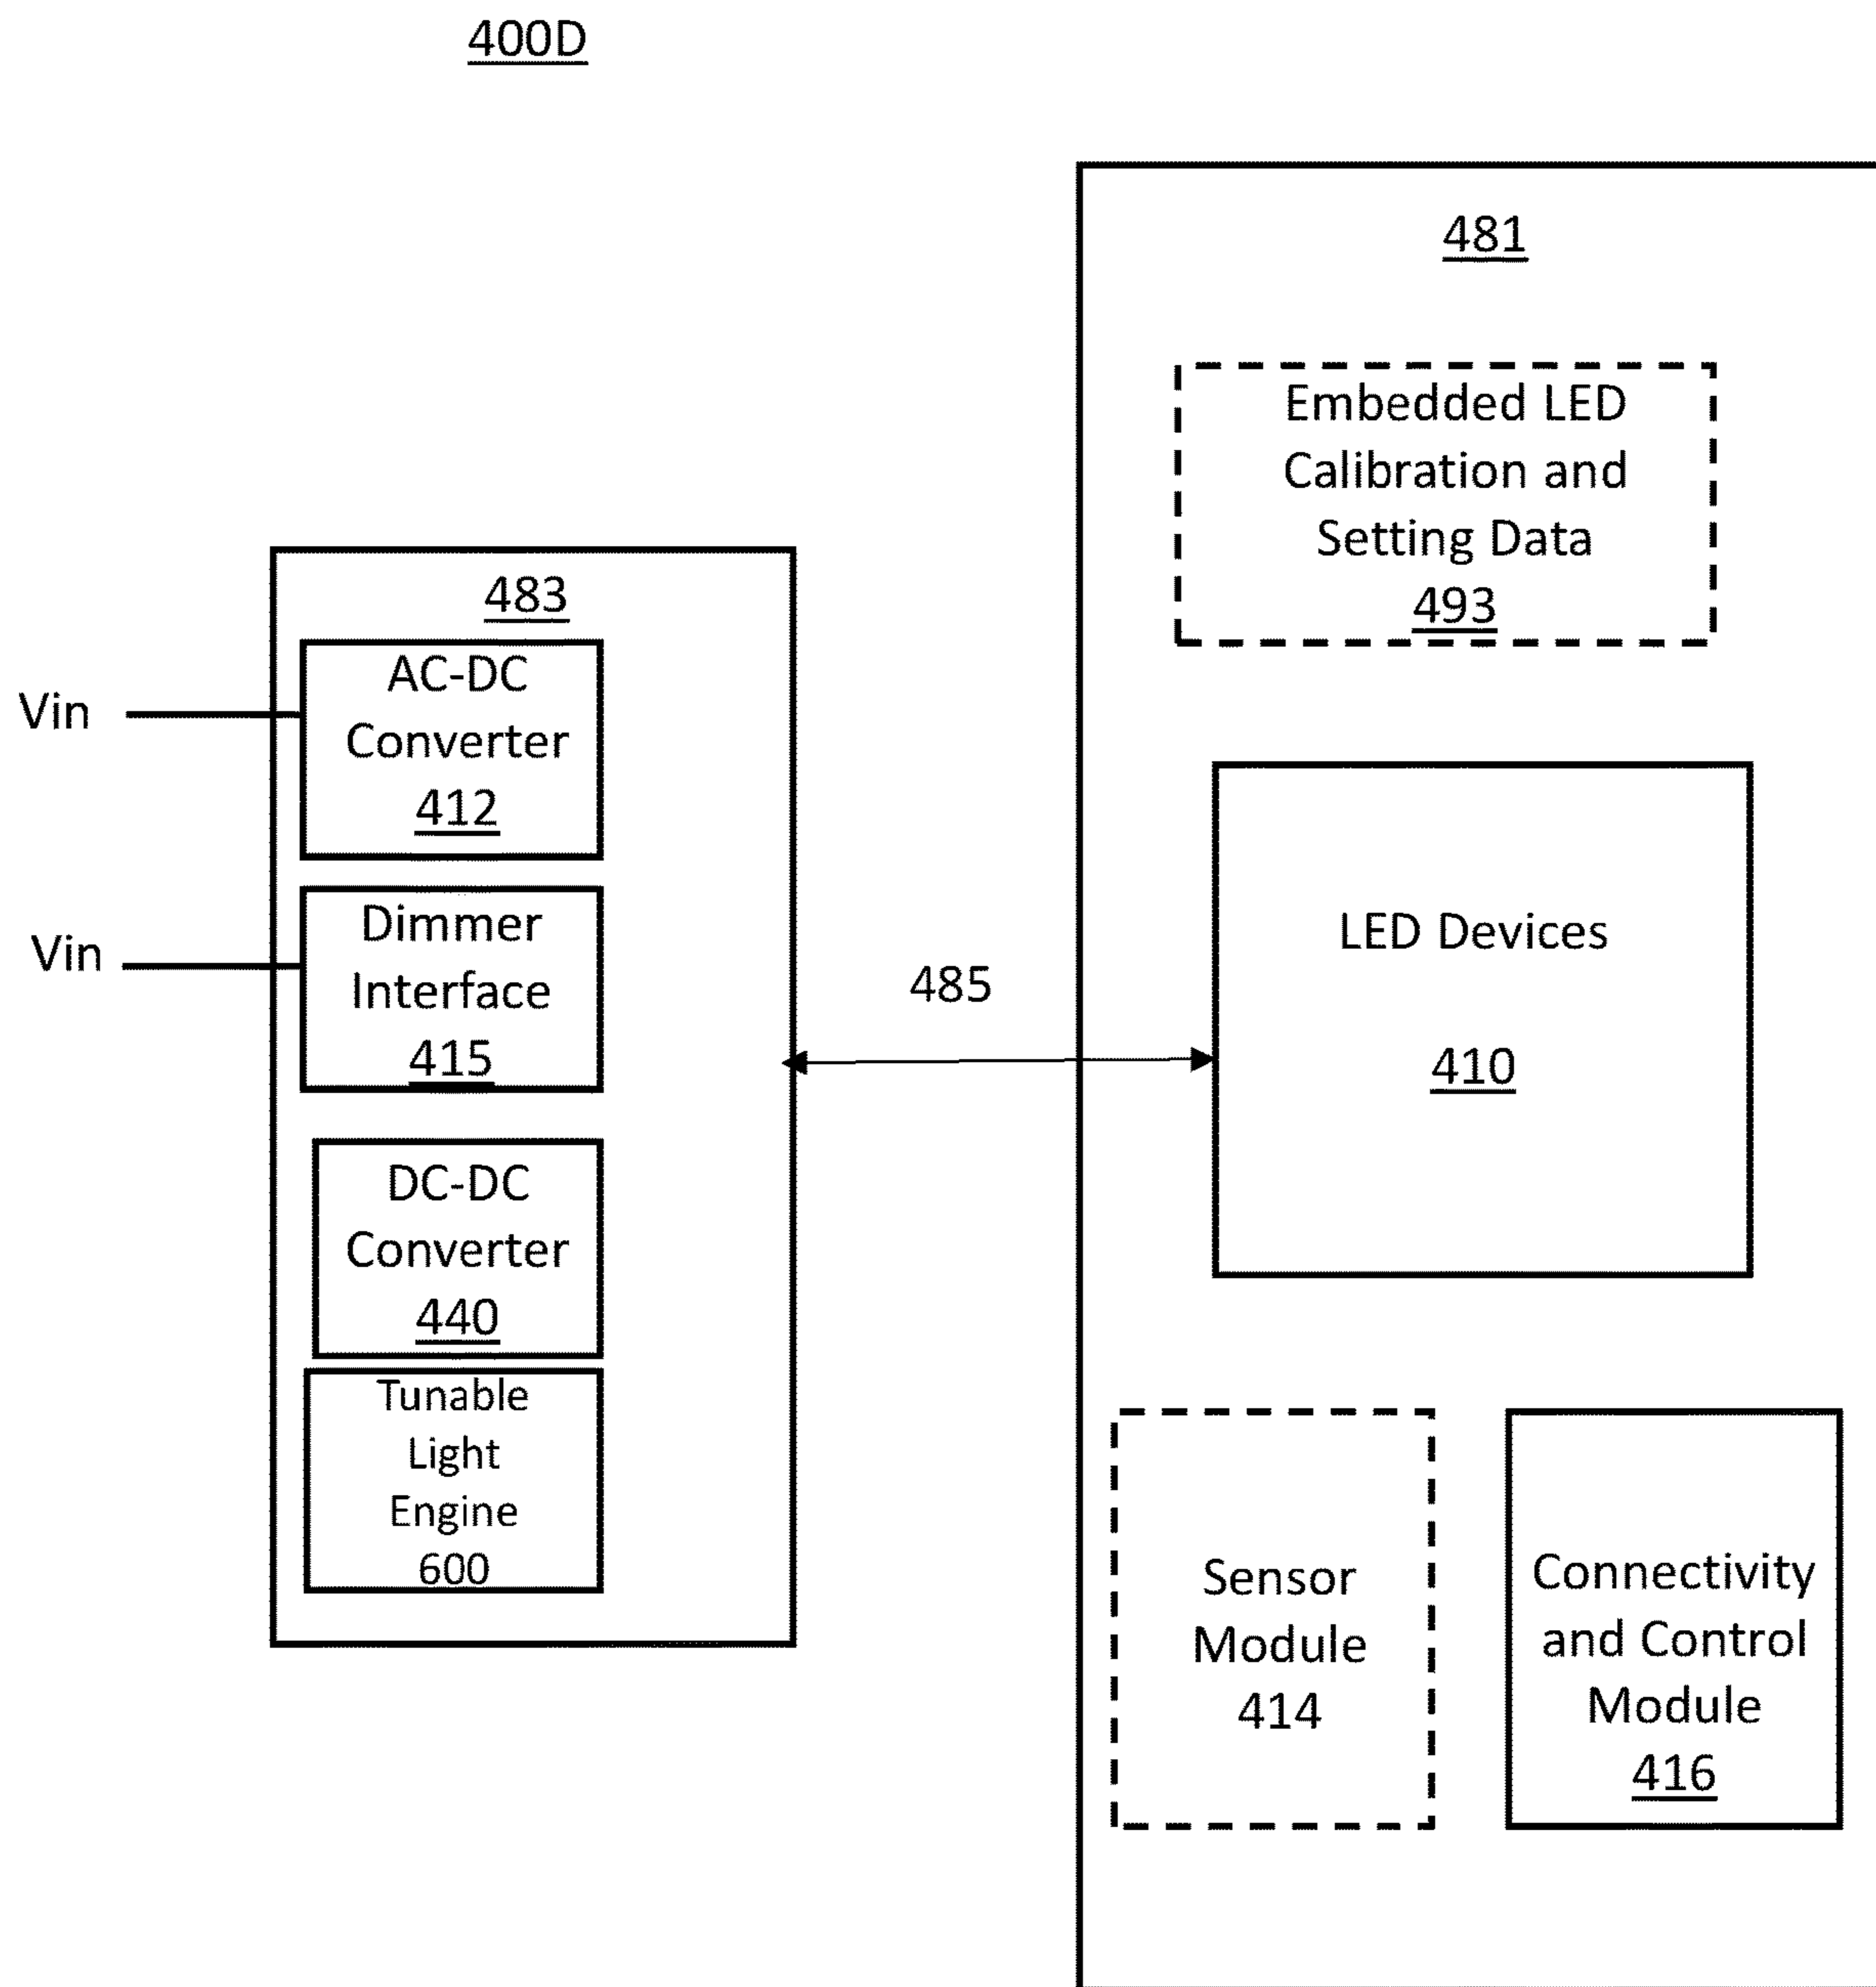 400D
483
Vin
AC-DC
Converter
412
Vin
Dimmer
Interface
415
DC-DC
Converter
440
Tunable
Light
Engine
600
485
481
Embedded LED
Calibration and
Setting Data
493
LED Devices
410
Sensor
Module
414
Connectivity
and Control
Module
416